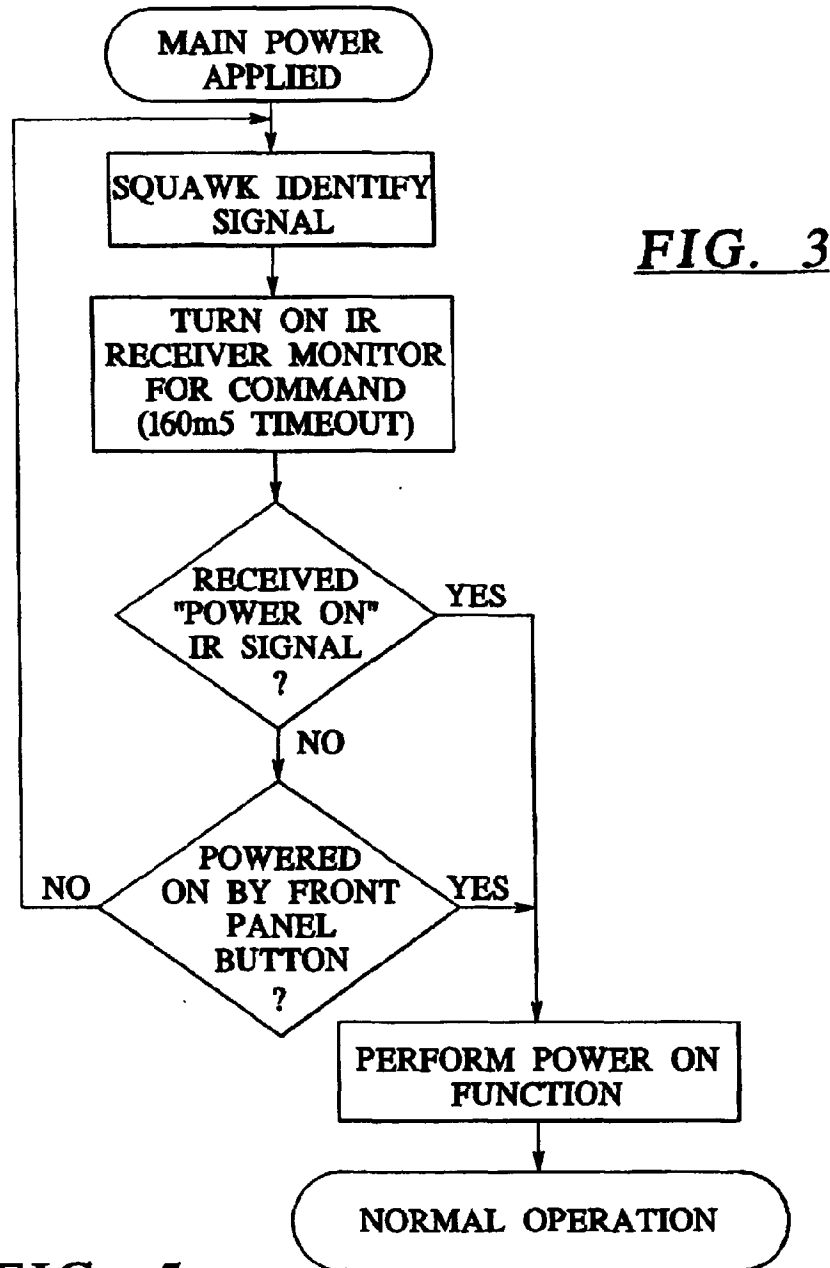 MAIN POWER
APPLIED
SQUAWK IDENTIFY
SIGNAL
FIG. 3
TURN ON IR
RECEIVER MONITOR
FOR COMMAND
(160m5 TIMEOUT)
RECEIVED
"POWER ON"
IR SIGNAL
?
YES
NO
POWERED
ON BY FRONT
PANEL
BUTTON
?
NO
YES
PERFORM POWER ON
FUNCTION
NORMAL OPERATION